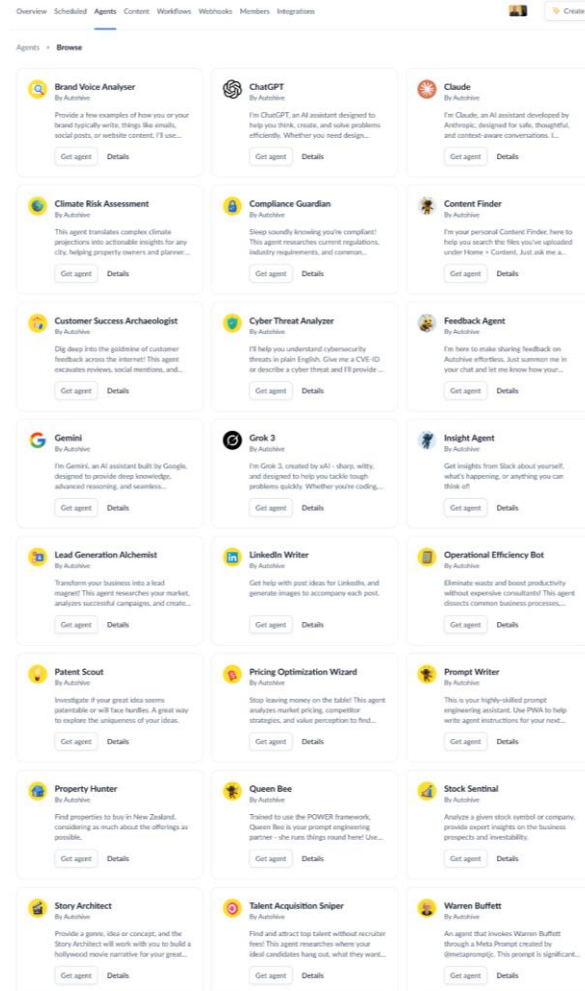 Overview Scheduled Agents Content Workflows Webhooks Members Integrations
Create
Agents > Browse
Brand Voice Analyser
By Autohive
Provide a few examples of how you or your
brand typically write, things like emails,
social posts, or website content. I'll use...
Get agent Details
ChatGPT
By Autohive
I'm ChatGPT, an AI assistant designed to
help you think, create, and solve problems
efficiently. Whether you need design...
Get agent Details
Claude
By Autohive
I'm Claude, an AI assistant developed by
Anthropic, designed for safe, thoughtful,
and context-aware conversations. I...
Get agent Details
Climate Risk Assessment
By Autohive
This agent translates complex climate
projections into actionable insights for any
city, helping property owners and planner...
Get agent Details
Compliance Guardian
By Autohive
Sleep soundly knowing you're compliant!
This agent researches current regulations,
industry requirements, and common...
Get agent Details
Content Finder
By Autohive
I'm your personal Content Finder, here to
help you search the files you've uploaded
under Home > Content. Just ask me a...
Get agent Details
Customer Success Archaeologist
By Autohive
Dig deep into the goldmine of customer
feedback across the internet! This agent
excavates reviews, social mentions, and...
Get agent Details
Cyber Threat Analyzer
By Autohive
I'll help you understand cybersecurity
threats in plain English. Give me a CVE-ID
or describe a cyber threat and I'll provide ...
Get agent Details
Feedback Agent
By Autohive
I'm here to make sharing feedback on
Autohive effortless. Just summon me in
your chat and let me know how your...
Get agent Details
Gemini
By Autohive
I'm Gemini, an AI assistant built by Google,
designed to provide deep knowledge,
advanced reasoning, and seamless...
Get agent Details
Grok 3
By Autohive
I'm Grok 3, created by xAI - sharp, witty,
and designed to help you tackle tough
problems quickly. Whether you're coding,...
Get agent Details
Insight Agent
By Autohive
Get insights from Slack about yourself,
what's happening, or anything you can
think of!
Get agent Details
Lead Generation Alchemist
By Autohive
Transform your business into a lead
magnet! This agent researches your market,
analyzes successful campaigns, and create...
Get agent Details
LinkedIn Writer
By Autohive
Get help with post ideas for LinkedIn, and
generate images to accompany each post.
Get agent Details
Operational Efficiency Bot
By Autohive
Eliminate waste and boost productivity
without expensive consultants! This agent
dissects common business processes,...
Get agent Details
Patent Scout
By Autohive
Investigate if your great idea seems
patentable or will face hurdles. A great way
to explore the uniqueness of your ideas.
Get agent Details
Pricing Optimization Wizard
By Autohive
Stop leaving money on the table! This agent
analyzes market pricing, competitor
strategies, and value perception to find...
Get agent Details
Prompt Writer
By Autohive
This is your highly-skilled prompt
engineering assistant. Use PWA to help
write agent instructions for your next...
Get agent Details
Property Hunter
By Autohive
Find properties to buy in New Zealand,
considering as much about the offerings as
possible.
Get agent Details
Queen Bee
By Autohive
Trained to use the POWER framework,
Queen Bee is your prompt engineering
partner - she runs things round here! Use...
Get agent Details
Stock Sentinal
By Autohive
Analyze a given stock symbol or company,
provide expert insights on the business
prospects and investability.
Get agent Details
Story Architect
By Autohive
Provide a genre, idea or concept, and the
Story Architect will work with you to build a
hollywood movie narrative for your great...
Get agent Details
Talent Acquisition Sniper
By Autohive
Find and attract top talent without recruiter
fees! This agent researches where your
ideal candidates hang out, what they want...
Get agent Details
Warren Buffett
By Autohive
An agent that invokes Warren Buffett
through a Meta Prompt created by
@metapromptjc. This prompt is significant...
Get agent Details